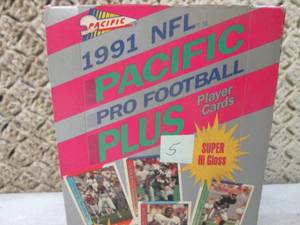 PACIFIC
1991 NFL
PACIFIC
PRO FOOTBALL
PLUS
Player
Cards
5
SUPER
Hi Gloss